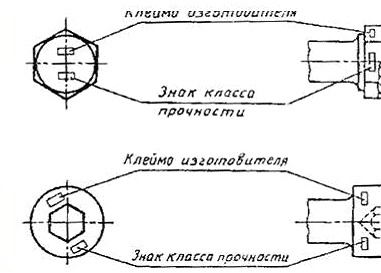 Клеймо изготовителя
Знак класса
прочности
Клеймо изготовителя
Знак класса прочности